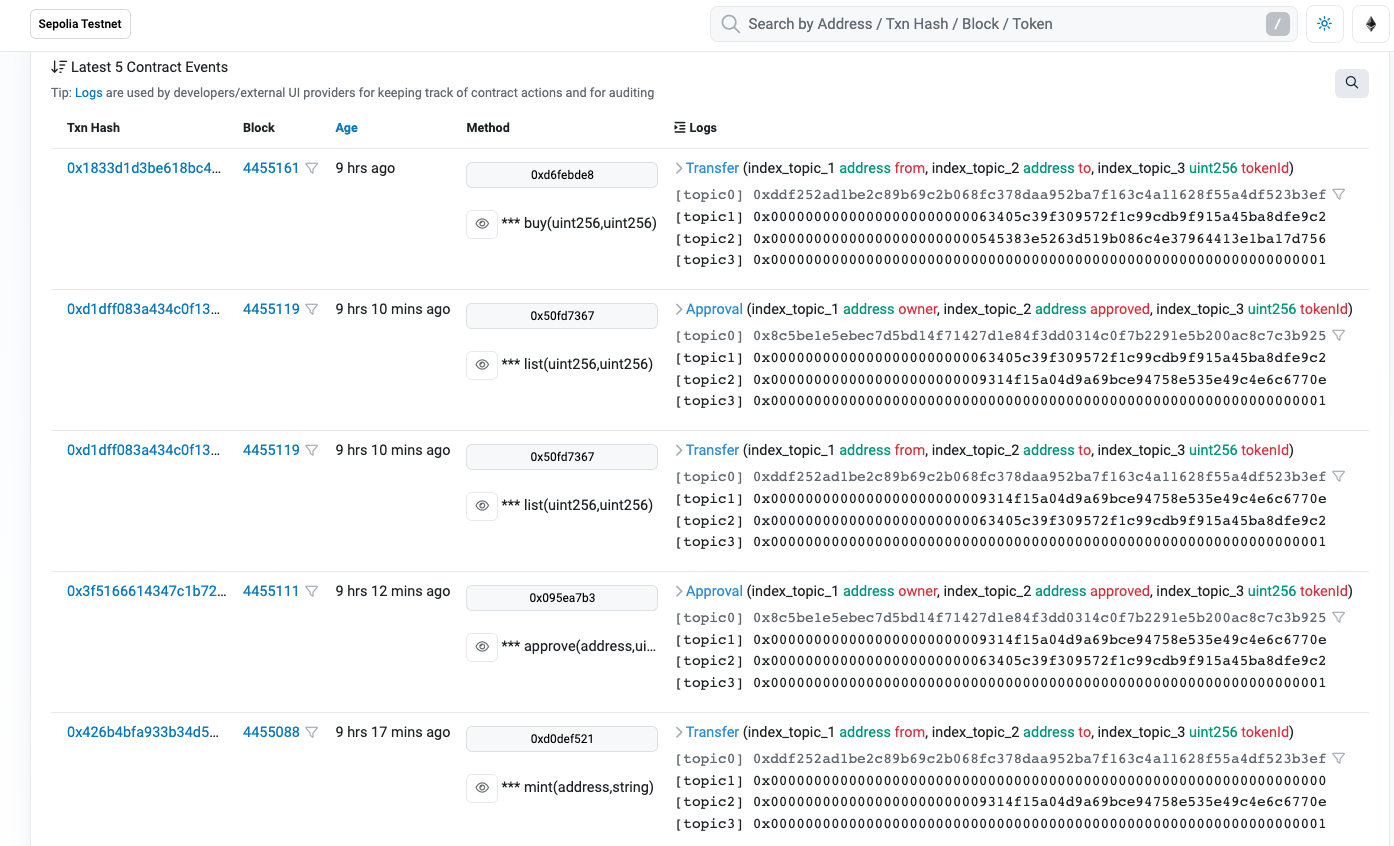 Sepolia Testnet
Search by Address / Txn Hash / Block / Token
/
Latest 5 Contract Events
Tip: Logs are used by developers/external UI providers for keeping track of contract actions and for auditing
Txn Hash Block Age Method Logs
0x1833d1d3be618bc4... 4455161 9 hrs ago 0xd6febde8 Transfer (index_topic_1 address from, index_topic_2 address to, index_topic_3 uint256 tokenId)
[topic0] 0xddf252ad1be2c89b69c2b068fc378daa952ba7f163c4a11628f55a4df523b3ef
*** buy(uint256,uint256) [topic1] 0x00000000000000000000000063405c39f309572f1c99cdb9f915a45ba8dfe9c2
[topic2] 0x000000000000000000000000545383e5263d519b086c4e37964413e1ba17d756
[topic3] 0x0000000000000000000000000000000000000000000000000000000000000001
0xd1dff083a434c0f13... 4455119 9 hrs 10 mins ago 0x50fd7367 Approval (index_topic_1 address owner, index_topic_2 address approved, index_topic_3 uint256 tokenId)
[topic0] 0x8c5be1e5ebec7d5bd14f71427d1e84f3dd0314c0f7b2291e5b200ac8c7c3b925
*** list(uint256,uint256) [topic1] 0x00000000000000000000000063405c39f309572f1c99cdb9f915a45ba8dfe9c2
[topic2] 0x0000000000000000000000009314f15a04d9a69bce94758e535e49c4e6c6770e
[topic3] 0x0000000000000000000000000000000000000000000000000000000000000001
0xd1dff083a434c0f13... 4455119 9 hrs 10 mins ago 0x50fd7367 Transfer (index_topic_1 address from, index_topic_2 address to, index_topic_3 uint256 tokenId)
[topic0] 0xddf252ad1be2c89b69c2b068fc378daa952ba7f163c4a11628f55a4df523b3ef
*** list(uint256,uint256) [topic1] 0x0000000000000000000000009314f15a04d9a69bce94758e535e49c4e6c6770e
[topic2] 0x00000000000000000000000063405c39f309572f1c99cdb9f915a45ba8dfe9c2
[topic3] 0x0000000000000000000000000000000000000000000000000000000000000001
0x3f5166614347c1b72... 4455111 9 hrs 12 mins ago 0x095ea7b3 Approval (index_topic_1 address owner, index_topic_2 address approved, index_topic_3 uint256 tokenId)
[topic0] 0x8c5be1e5ebec7d5bd14f71427d1e84f3dd0314c0f7b2291e5b200ac8c7c3b925
*** approve(address,ui... [topic1] 0x0000000000000000000000009314f15a04d9a69bce94758e535e49c4e6c6770e
[topic2] 0x00000000000000000000000063405c39f309572f1c99cdb9f915a45ba8dfe9c2
[topic3] 0x0000000000000000000000000000000000000000000000000000000000000001
0x426b4bfa933b34d5... 4455088 9 hrs 17 mins ago 0xd0def521 Transfer (index_topic_1 address from, index_topic_2 address to, index_topic_3 uint256 tokenId)
[topic0] 0xddf252ad1be2c89b69c2b068fc378daa952ba7f163c4a11628f55a4df523b3ef
*** mint(address,string) [topic1] 0x0000000000000000000000000000000000000000000000000000000000000000
[topic2] 0x0000000000000000000000009314f15a04d9a69bce94758e535e49c4e6c6770e
[topic3] 0x0000000000000000000000000000000000000000000000000000000000000001